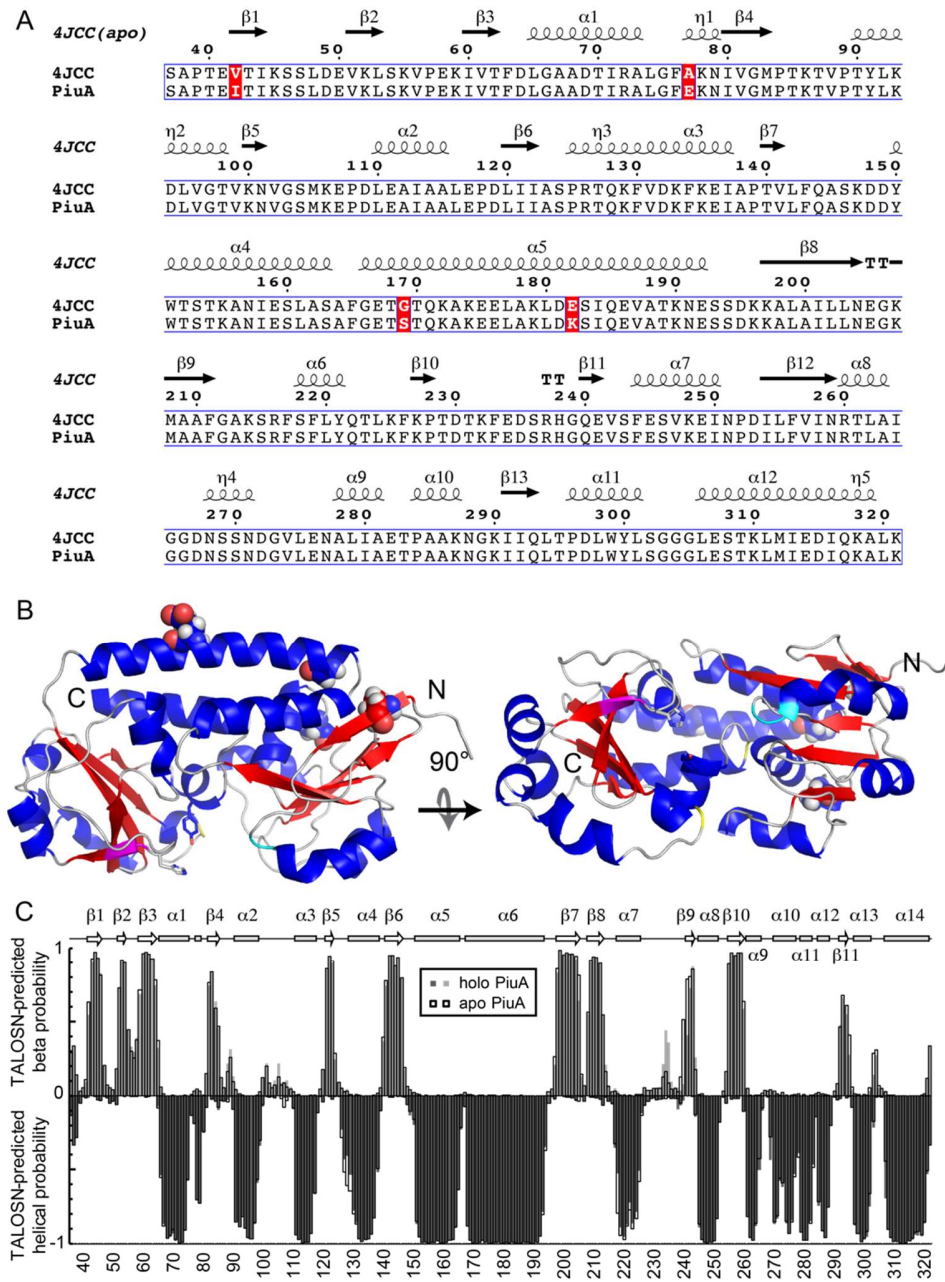 A
4JCC(apo) β1 β2 β3 α1 η1 β4
40 50 60 70 80 90
4JCC SAPTEVTIKSSLDEVKLSKVPEKIVTFDLGAADTIRALGFAKNIVGMPTKTVPTYLK
PiuA SAPTEITIKSSLDEVKLSKVPEKIVTFDLGAADTIRALGFEKNIVGMPTKTVPTYLK
4JCC η2 β5 α2 β6 η3 α3 β7
100 110 120 130 140 150
4JCC DLVGTVKNVGSMKEPDLEAIAALEPDLIIASPRTQKFVDKFKEIAPTVLFQASKDDY
PiuA DLVGTVKNVGSMKEPDLEAIAALEPDLIIASPRTQKFVDKFKEIAPTVLFQASKDDY
4JCC α4 α5 β8 TT
160 170 180 190 200
4JCC WTSTKANIESLASAFGETGTQKAKEELAKLDESIQEVATKNESSDKKALAILLNEGK
PiuA WTSTKANIESLASAFGETSTQKAKEELAKLDKSIQEVATKNESSDKKALAILLNEGK
4JCC β9 α6 β10 TT β11 α7 β12 α8
210 220 230 240 250 260
4JCC MAAFGAKSRFSFLYQTLKFKPTDTKFEDSRHGQEVSFESVKEINPDILFVINRTLAI
PiuA MAAFGAKSRFSFLYQTLKFKPTDTKFEDSRHGQEVSFESVKEINPDILFVINRTLAI
4JCC η4 α9 α10 β13 α11 α12 η5
270 280 290 300 310 320
4JCC GGDNSSNDGVLENALIAETPAAKNGKIIQLTPDLWYLSGGGLESTKLMIEDIQKALK
PiuA GGDNSSNDGVLENALIAETPAAKNGKIIQLTPDLWYLSGGGLESTKLMIEDIQKALK
B
C N 90° C N
C
β1 β2 β3 α1 β4 α2 α3 β5 α4 β6 α5 α6 β7 β8 α7 β9 α8 β10 α10 α12 α13 α14
α9 α11 β11
TALOSN-predicted beta probability
TALOSN-predicted helical probability
1
0
-1
holo PiuA
apo PiuA
40 50 60 70 80 90 100 110 120 130 140 150 160 170 180 190 200 210 220 230 240 250 260 270 280 290 300 310 320